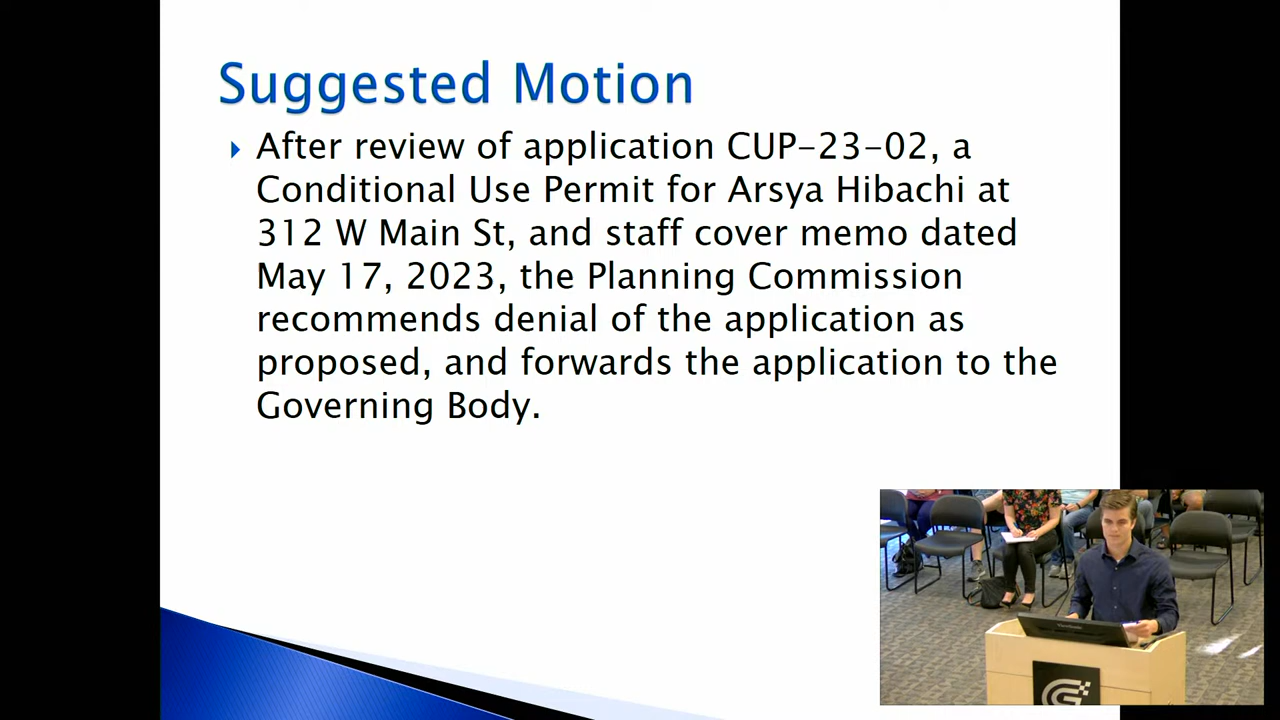 Suggested Motion
After review of application CUP-23-02, a
Conditional Use Permit for Arsya Hibachi at
312 W Main St, and staff cover memo dated
May 17, 2023, the Planning Commission
recommends denial of the application as
proposed, and forwards the application to the
Governing Body.